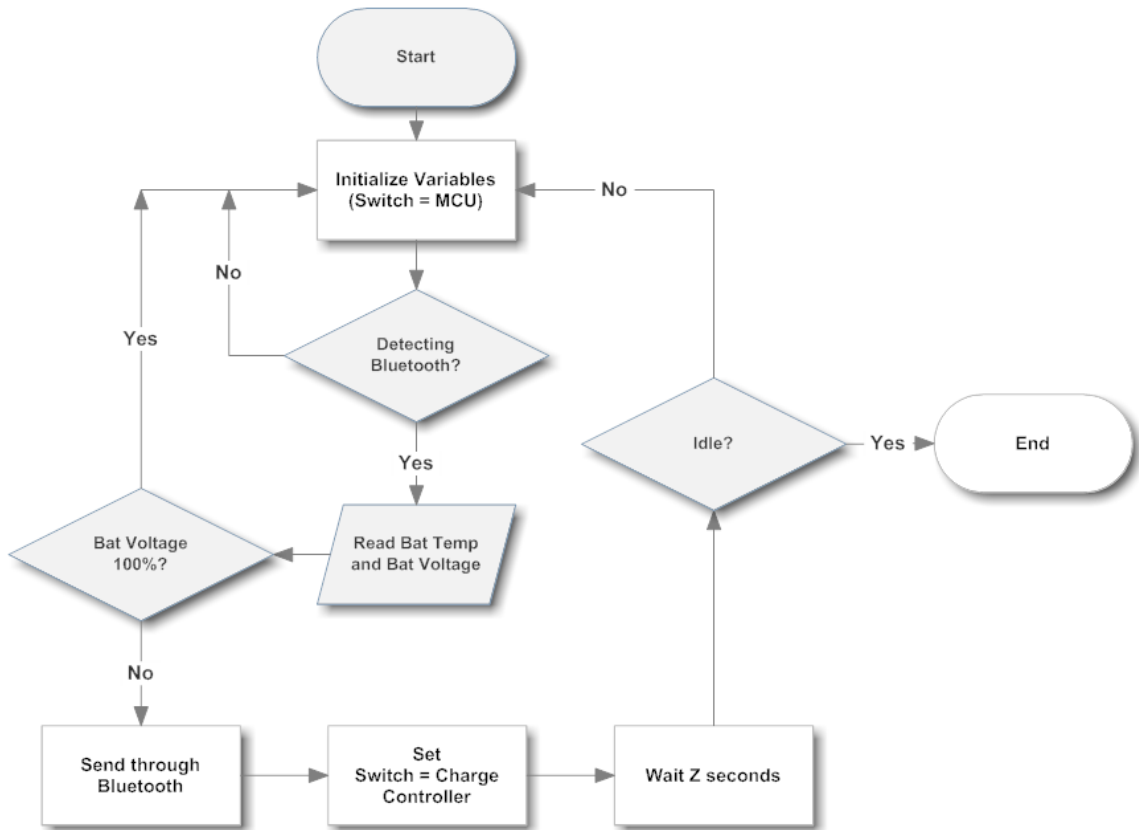 Start
Initialize Variables
(Switch = MCU)
No
No
Detecting
Bluetooth?
Yes
Yes
Idle?
Yes
End
Bat Voltage
100%?
Read Bat Temp
and Bat Voltage
No
Send through
Bluetooth
Set
Switch = Charge
Controller
Wait Z seconds